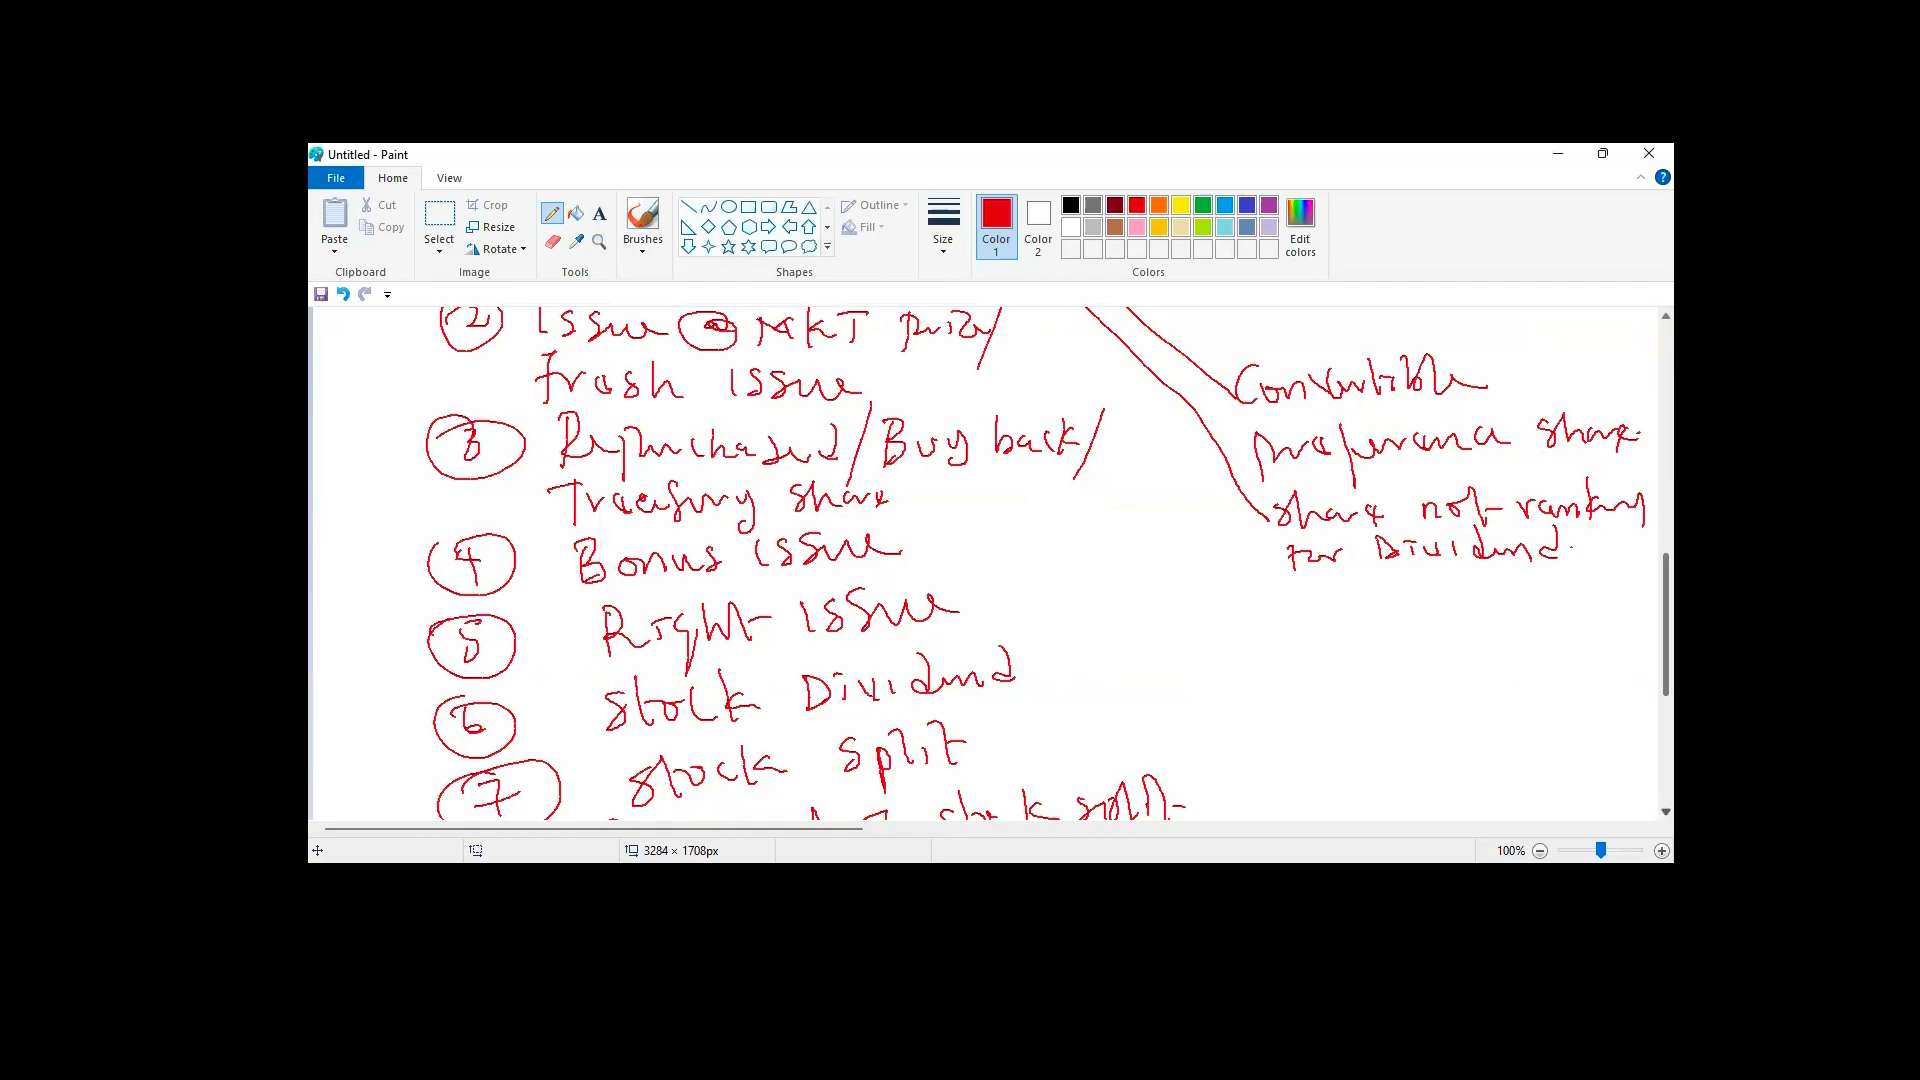 Untitled - Paint
File Home View
Paste
Cut
Copy
Clipboard
Select
Crop
Resize
Rotate
Image
A
Tools
Brushes
Shapes
Outline
Fill
Size
Color 1
Color 2
Edit colors
Colors
2 Issue @ MKT price/
Fresh issue
3 Repurchased/Buy back/
Treasury share
4 Bonus issue
5 Right issue
6 Stock Dividend
7 Stock split
stock split
Convertible
preference share.
share not ranking
for Dividend.
3284 × 1708px
100%